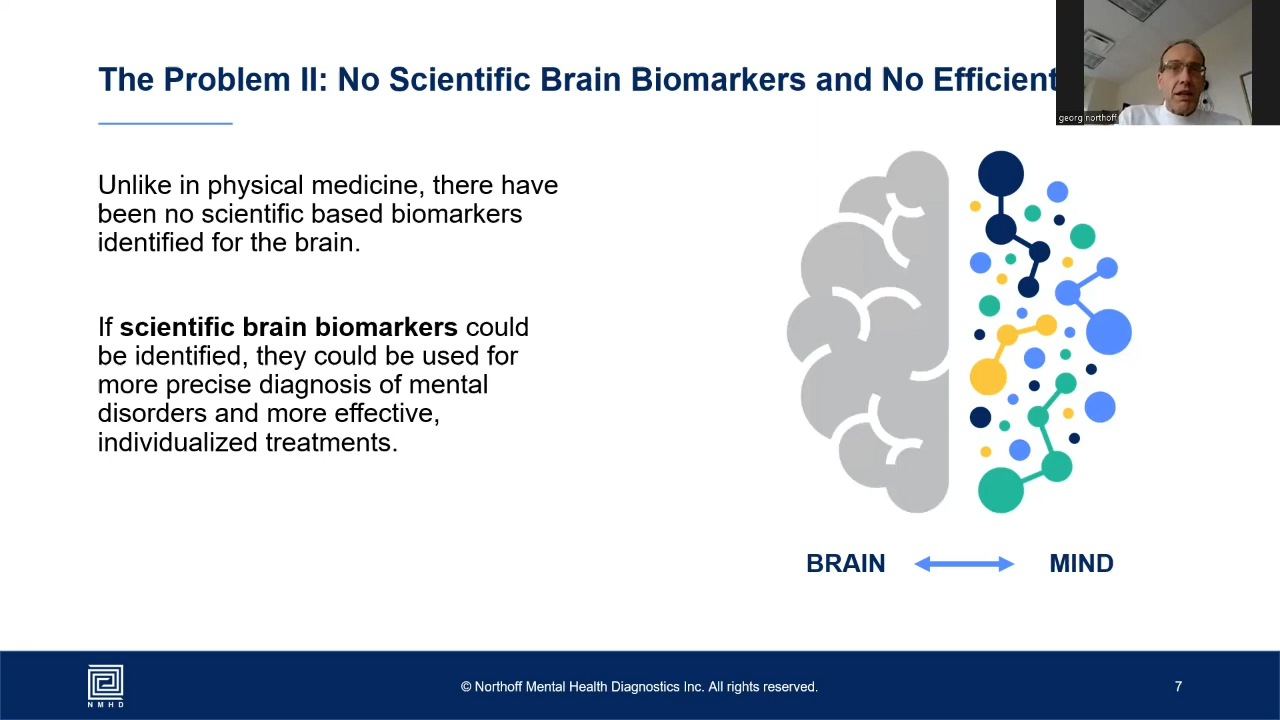 The Problem II: No Scientific Brain Biomarkers and No Efficient
georg northoff
Unlike in physical medicine, there have
been no scientific based biomarkers
identified for the brain.
If scientific brain biomarkers could
be identified, they could be used for
more precise diagnosis of mental
disorders and more effective,
individualized treatments.
BRAIN
MIND
NMHD
© Northoff Mental Health Diagnostics Inc. All rights reserved.
7